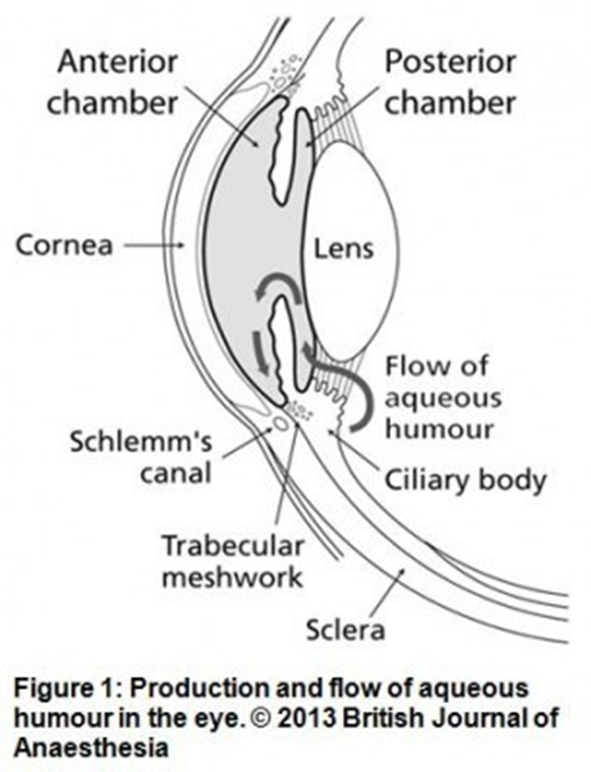 Anterior
chamber
Posterior
chamber
Cornea
Lens
Flow of
aqueous
humour
Schlemm's
canal
Ciliary body
Trabecular
meshwork
Sclera
Figure 1: Production and flow of aqueous
humour in the eye. © 2013 British Journal of
Anaesthesia